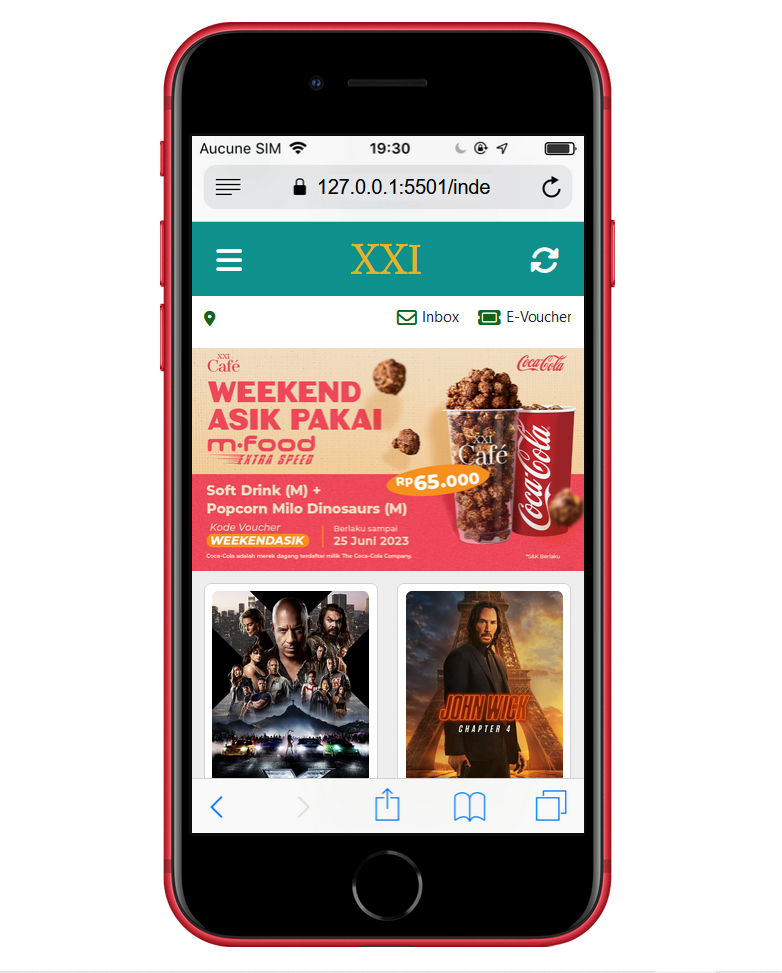 Aucune SIM 19:30
127.0.0.1:5501/inde
XXI
Inbox E-Voucher
XXI
Café
Coca-Cola
WEEKEND
ASIK PAKAI
m•food
EXTRA SPEED
XXI
Café
Coca-Cola
RP65.000
Soft Drink (M) +
Popcorn Milo Dinosaurs (M)
Kode Voucher
WEEKENDASIK
Berlaku sampai
25 Juni 2023
Coca-Cola adalah merek dagang terdaftar milik The Coca-Cola Company.
*S&K Berlaku
JOHN WICK
CHAPTER 4